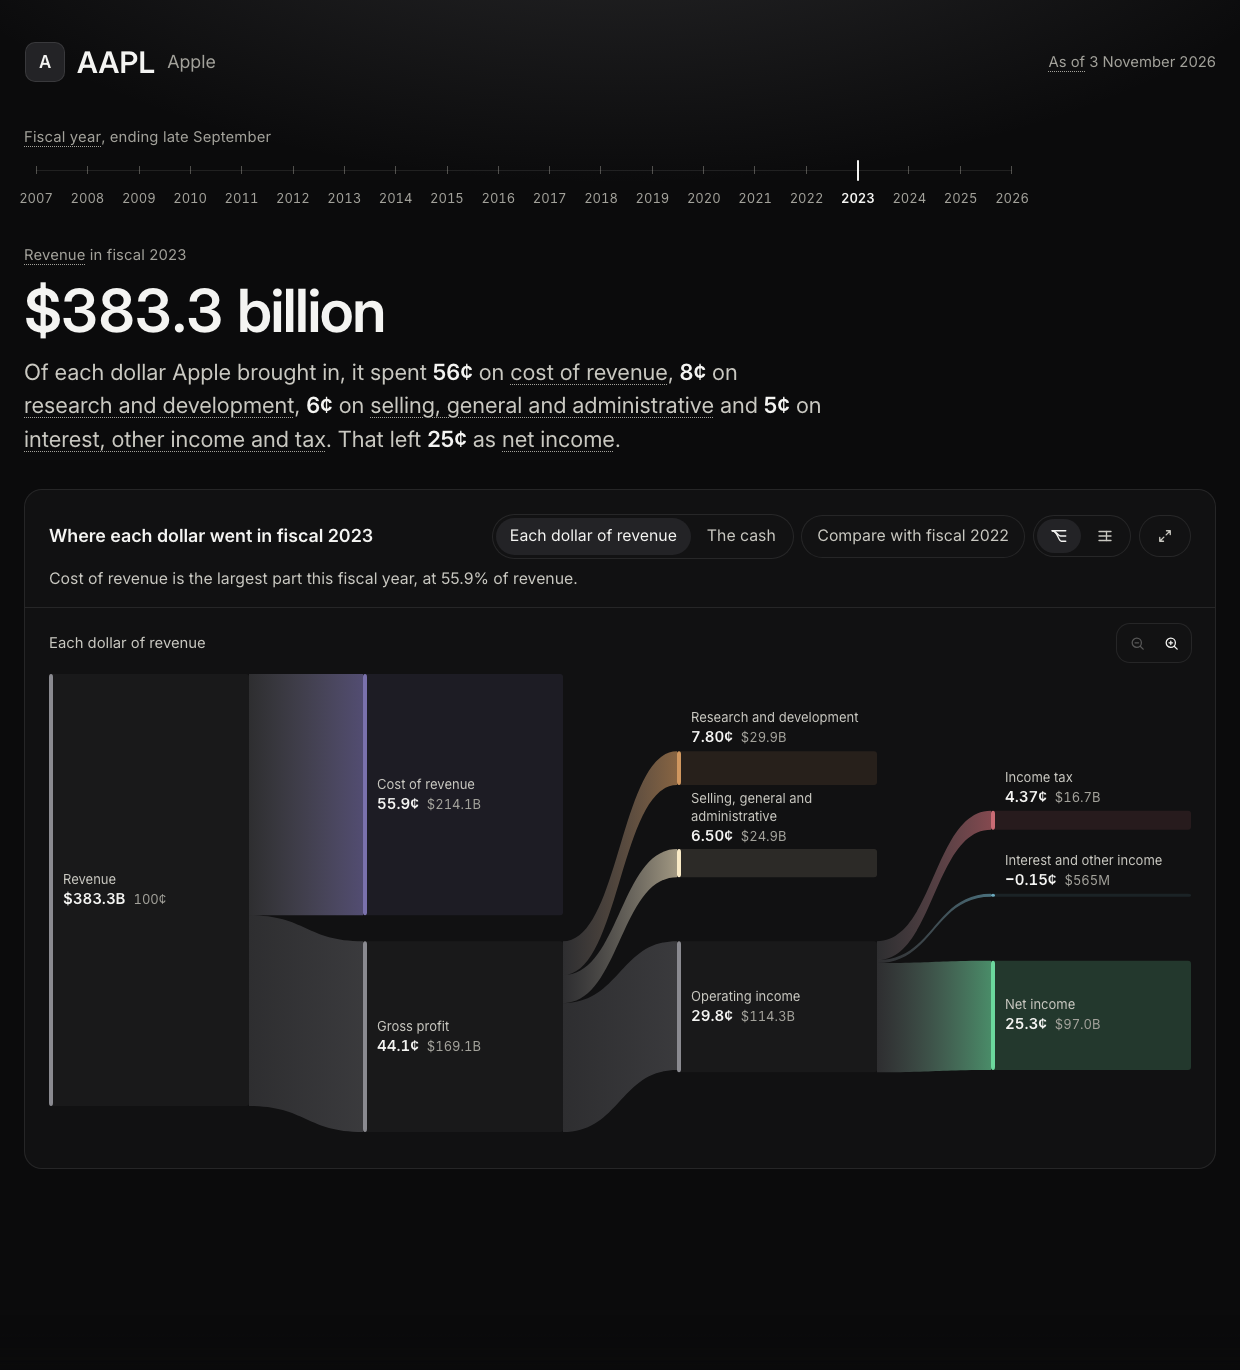 A AAPL Apple
As of 3 November 2026
Fiscal year, ending late September
2007 2008 2009 2010 2011 2012 2013 2014 2015 2016 2017 2018 2019 2020 2021 2022 2023 2024 2025 2026
Revenue in fiscal 2023
$383.3 billion
Of each dollar Apple brought in, it spent 56¢ on cost of revenue, 8¢ on
research and development, 6¢ on selling, general and administrative and 5¢ on
interest, other income and tax. That left 25¢ as net income.
Where each dollar went in fiscal 2023
Each dollar of revenue The cash Compare with fiscal 2022
Cost of revenue is the largest part this fiscal year, at 55.9% of revenue.
Each dollar of revenue
Revenue
$383.3B 100¢
Cost of revenue
55.9¢ $214.1B
Gross profit
44.1¢ $169.1B
Research and development
7.80¢ $29.9B
Selling, general and
administrative
6.50¢ $24.9B
Operating income
29.8¢ $114.3B
Income tax
4.37¢ $16.7B
Interest and other income
−0.15¢ $565M
Net income
25.3¢ $97.0B